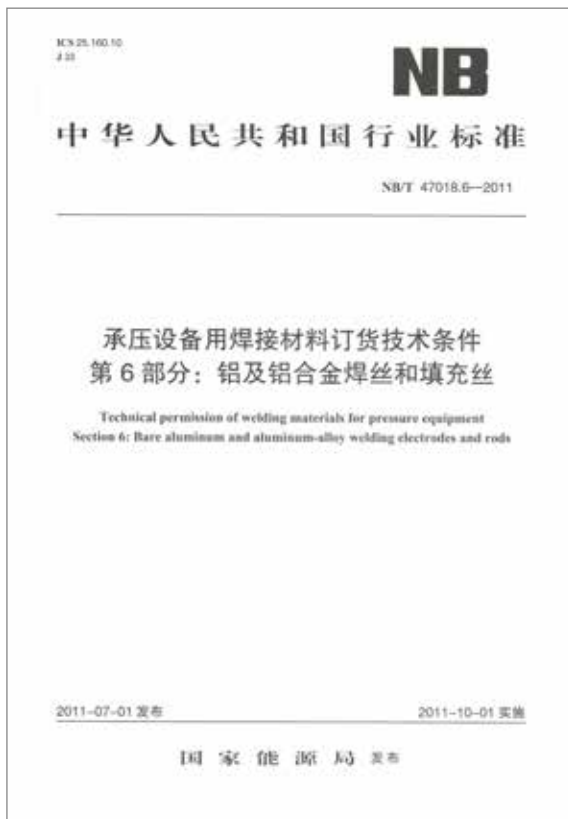 ICS 25.160.10
J 33
NB
中华人民共和国行业标准
NB/T 47018.6—2011
承压设备用焊接材料订货技术条件
第 6 部分：铝及铝合金焊丝和填充丝
Technical permission of welding materials for pressure equipment
Section 6: Bare aluminum and aluminum-alloy welding electrodes and rods
2011-07-01 发布
2011-10-01 实施
国家能源局 发布